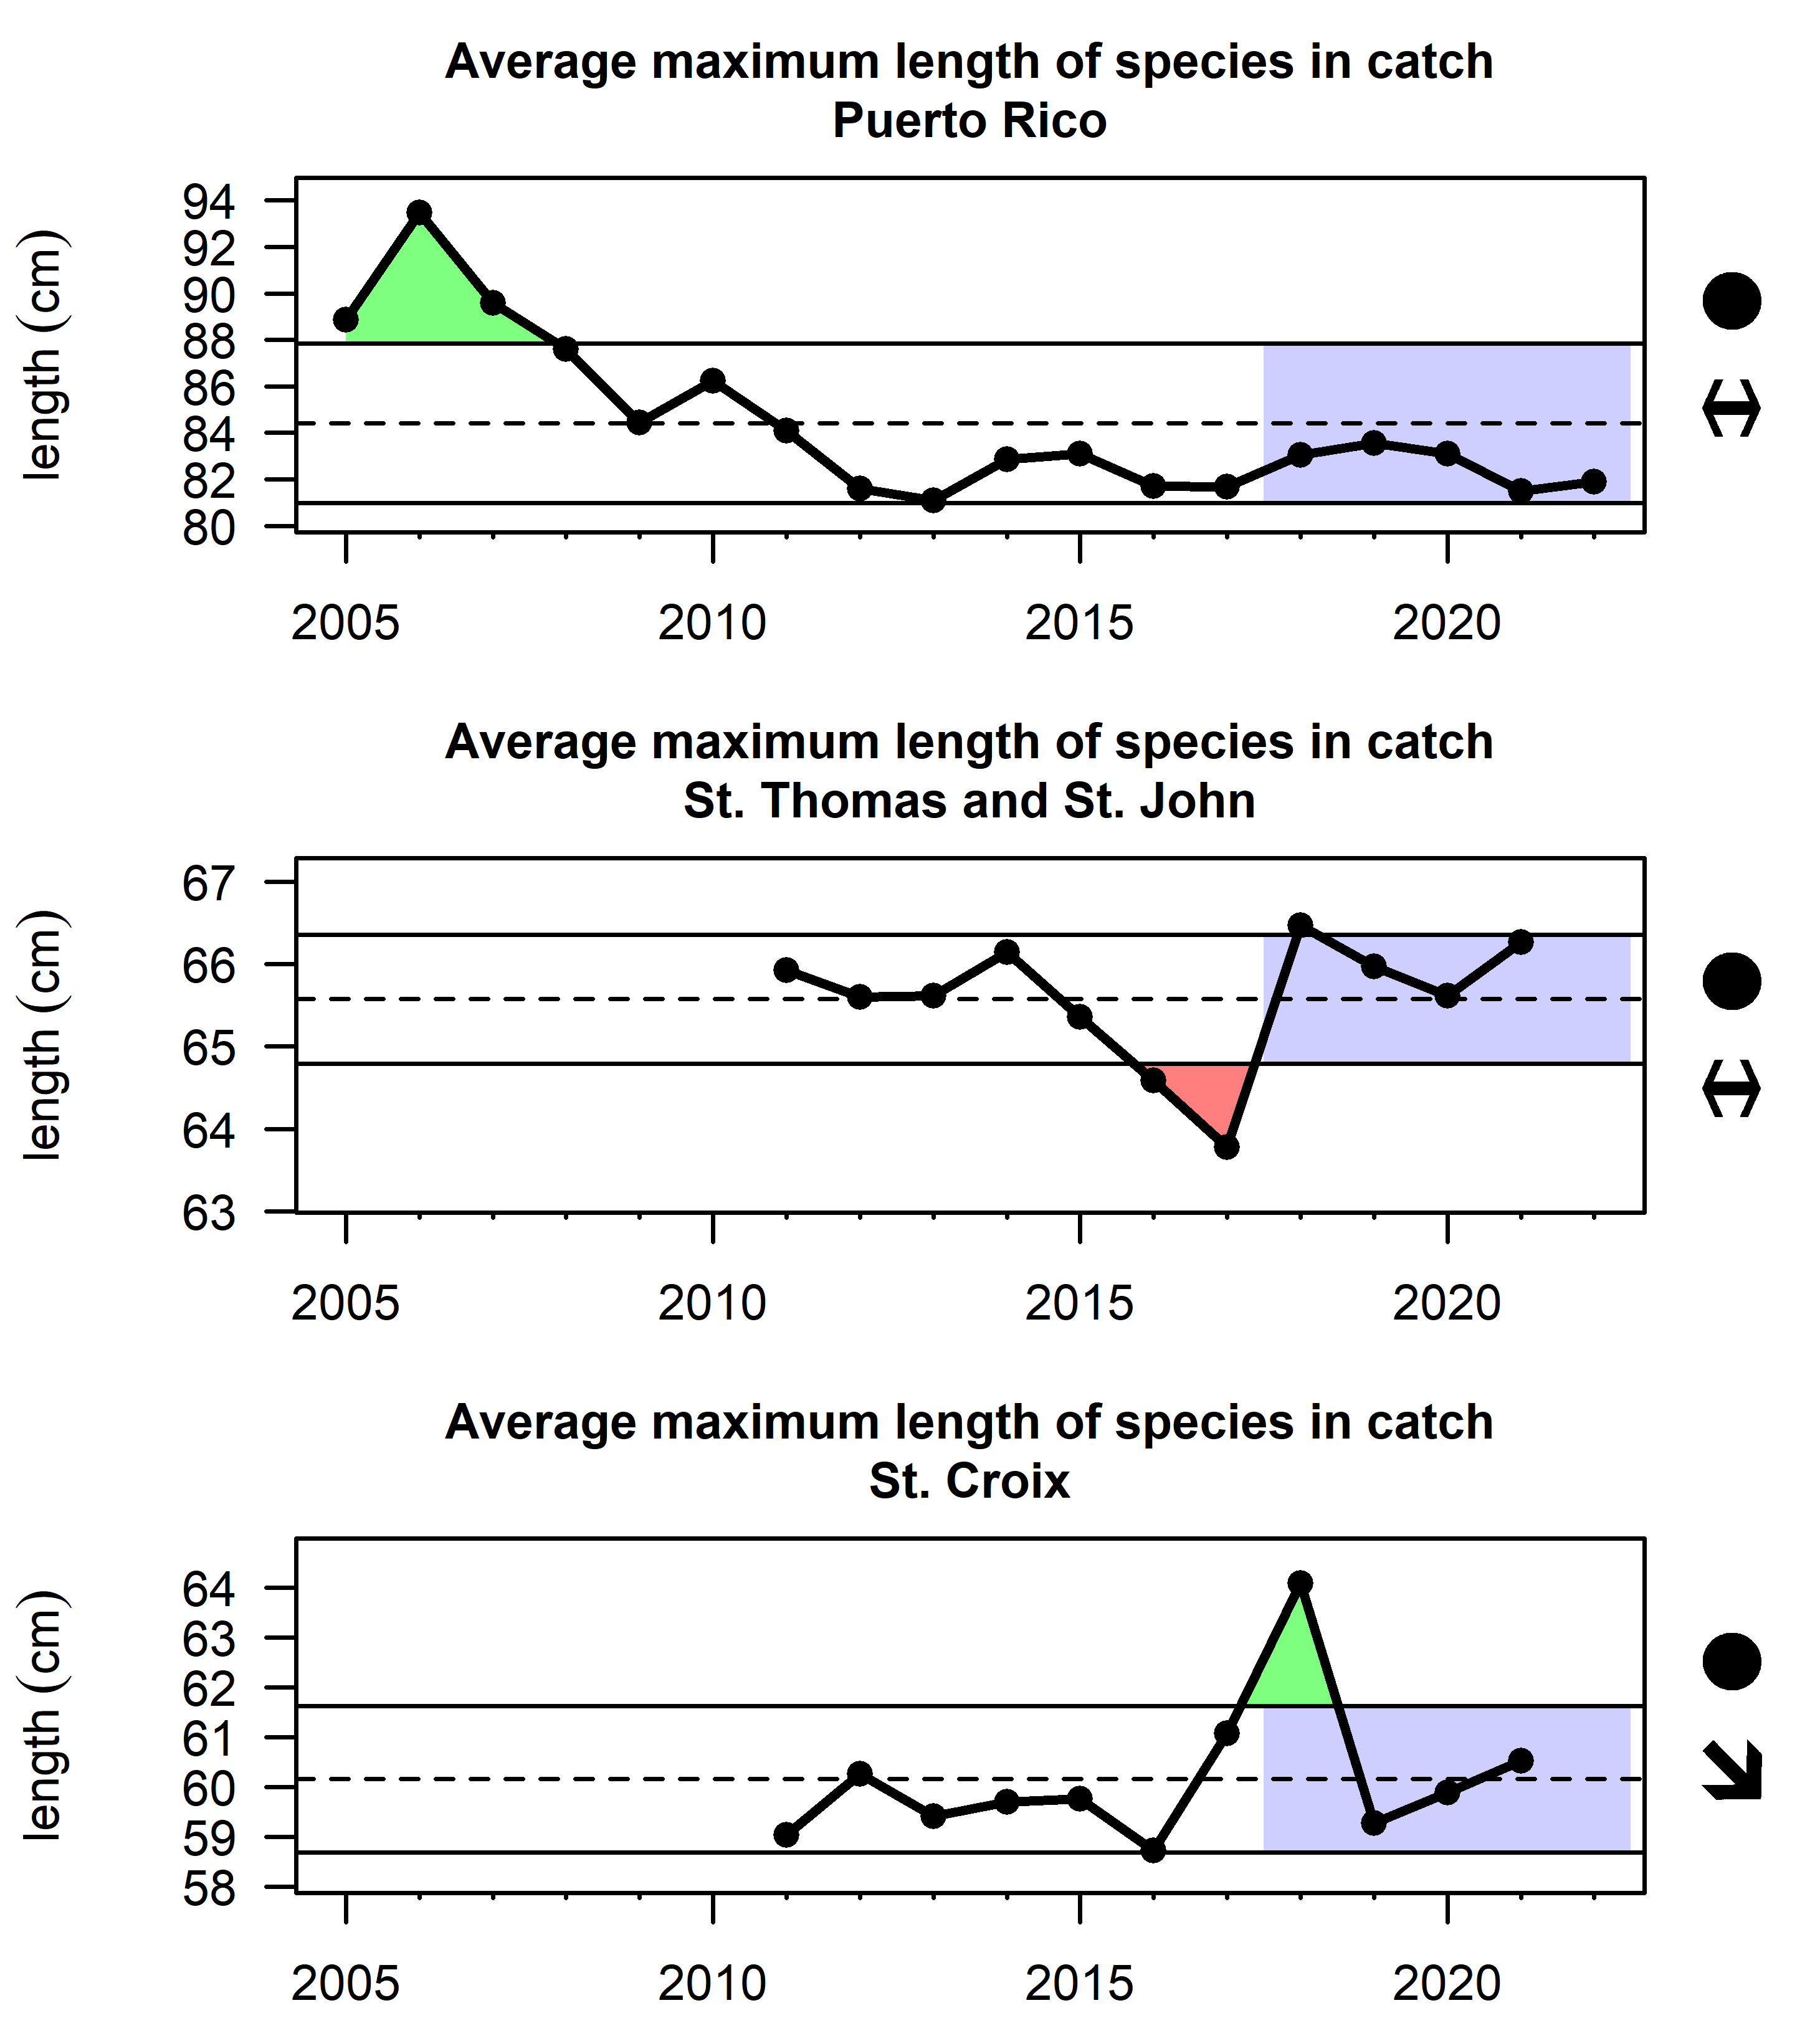 Average maximum length of species in catch
Puerto Rico
length (cm)
94
92
90
88
86
84
82
80
2005 2010 2015 2020
Average maximum length of species in catch
St. Thomas and St. John
length (cm)
67
66
65
64
63
2005 2010 2015 2020
Average maximum length of species in catch
St. Croix
length (cm)
64
63
62
61
60
59
58
2005 2010 2015 2020